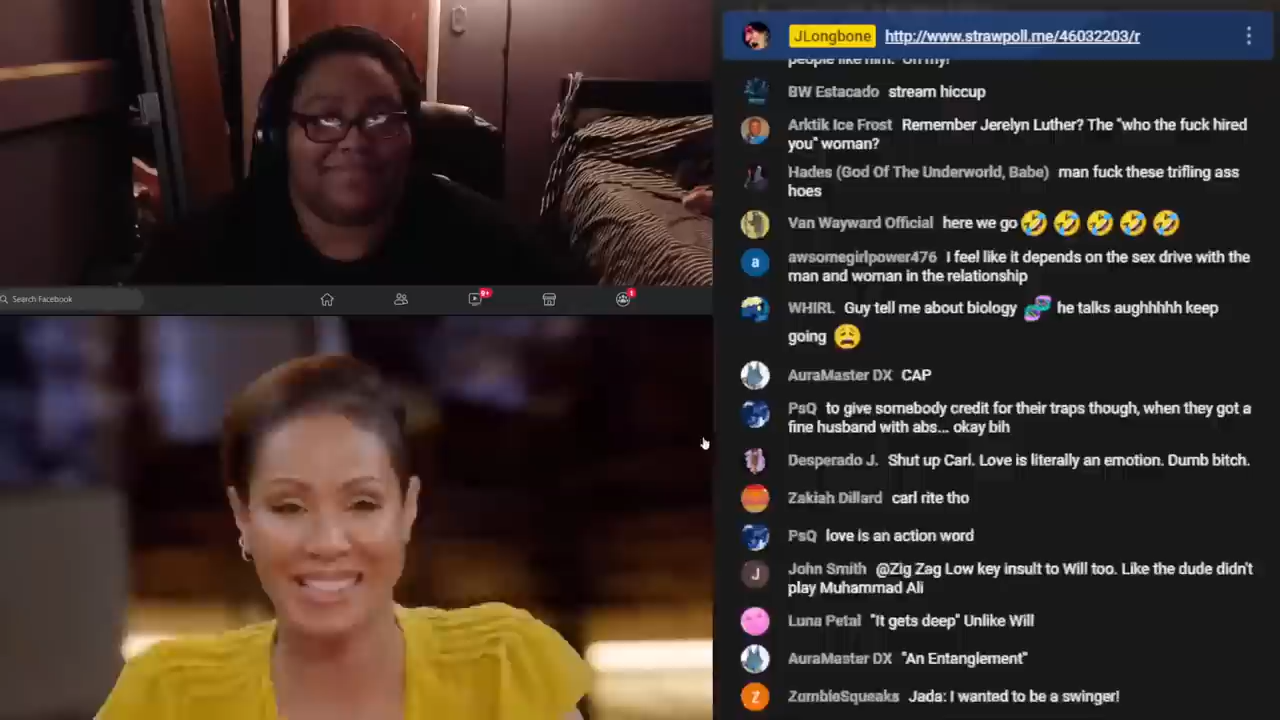 Search Facebook
9+
1
JLongbone http://www.strawpoll.me/46032203/r
people like him. Oh my!
BW Estacado stream hiccup
Arktik Ice Frost Remember Jerelyn Luther? The "who the fuck hired
you" woman?
Hades (God Of The Underworld, Babe) man fuck these trifling ass
hoes
Van Wayward Official here we go 🤣 🤣 🤣 🤣 🤣
a
awsomegirlpower476 I feel like it depends on the sex drive with the
man and woman in the relationship
WHIRL Guy tell me about biology 🧬 he talks aughhhhh keep
going 😩
AuraMaster DX CAP
PsQ to give somebody credit for their traps though, when they got a
fine husband with abs... okay bih
Desperado J. Shut up Carl. Love is literally an emotion. Dumb bitch.
Zakiah Dillard carl rite tho
PsQ love is an action word
J
John Smith @Zig Zag Low key insult to Will too. Like the dude didn't
play Muhammad Ali
Luna Petal "It gets deep" Unlike Will
AuraMaster DX "An Entanglement"
Z
ZombieSqueaks Jada: I wanted to be a swinger!